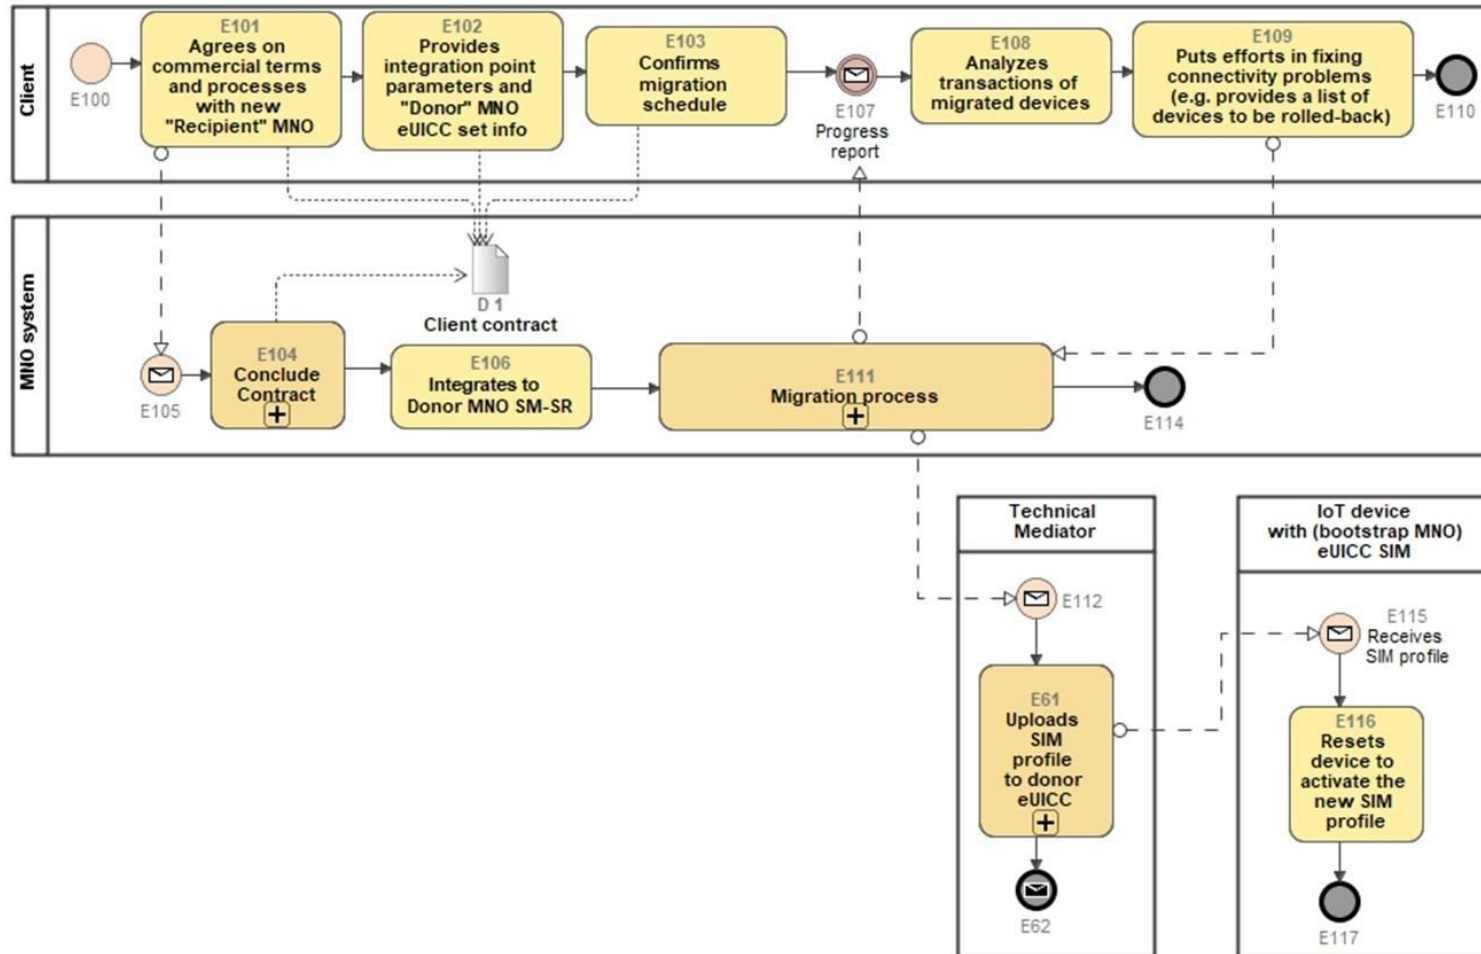 Client
E100
E101
Agrees on
commercial terms
and processes
with new
"Recipient" MNO
E102
Provides
integration point
parameters and
"Donor" MNO
eUICC set info
E103
Confirms
migration
schedule
E107
Progress
report
E108
Analyzes
transactions of
migrated devices
E109
Puts efforts in fixing
connectivity problems
(e.g. provides a list of
devices to be rolled-back)
E110
MNO system
D 1
Client contract
E105
E104
Conclude
Contract
E106
Integrates to
Donor MNO SM-SR
E111
Migration process
E114
Technical
Mediator
E112
E61
Uploads
SIM
profile
to donor
eUICC
E62
IoT device
with (bootstrap MNO)
eUICC SIM
E115
Receives
SIM profile
E116
Resets
device to
activate the
new SIM
profile
E117